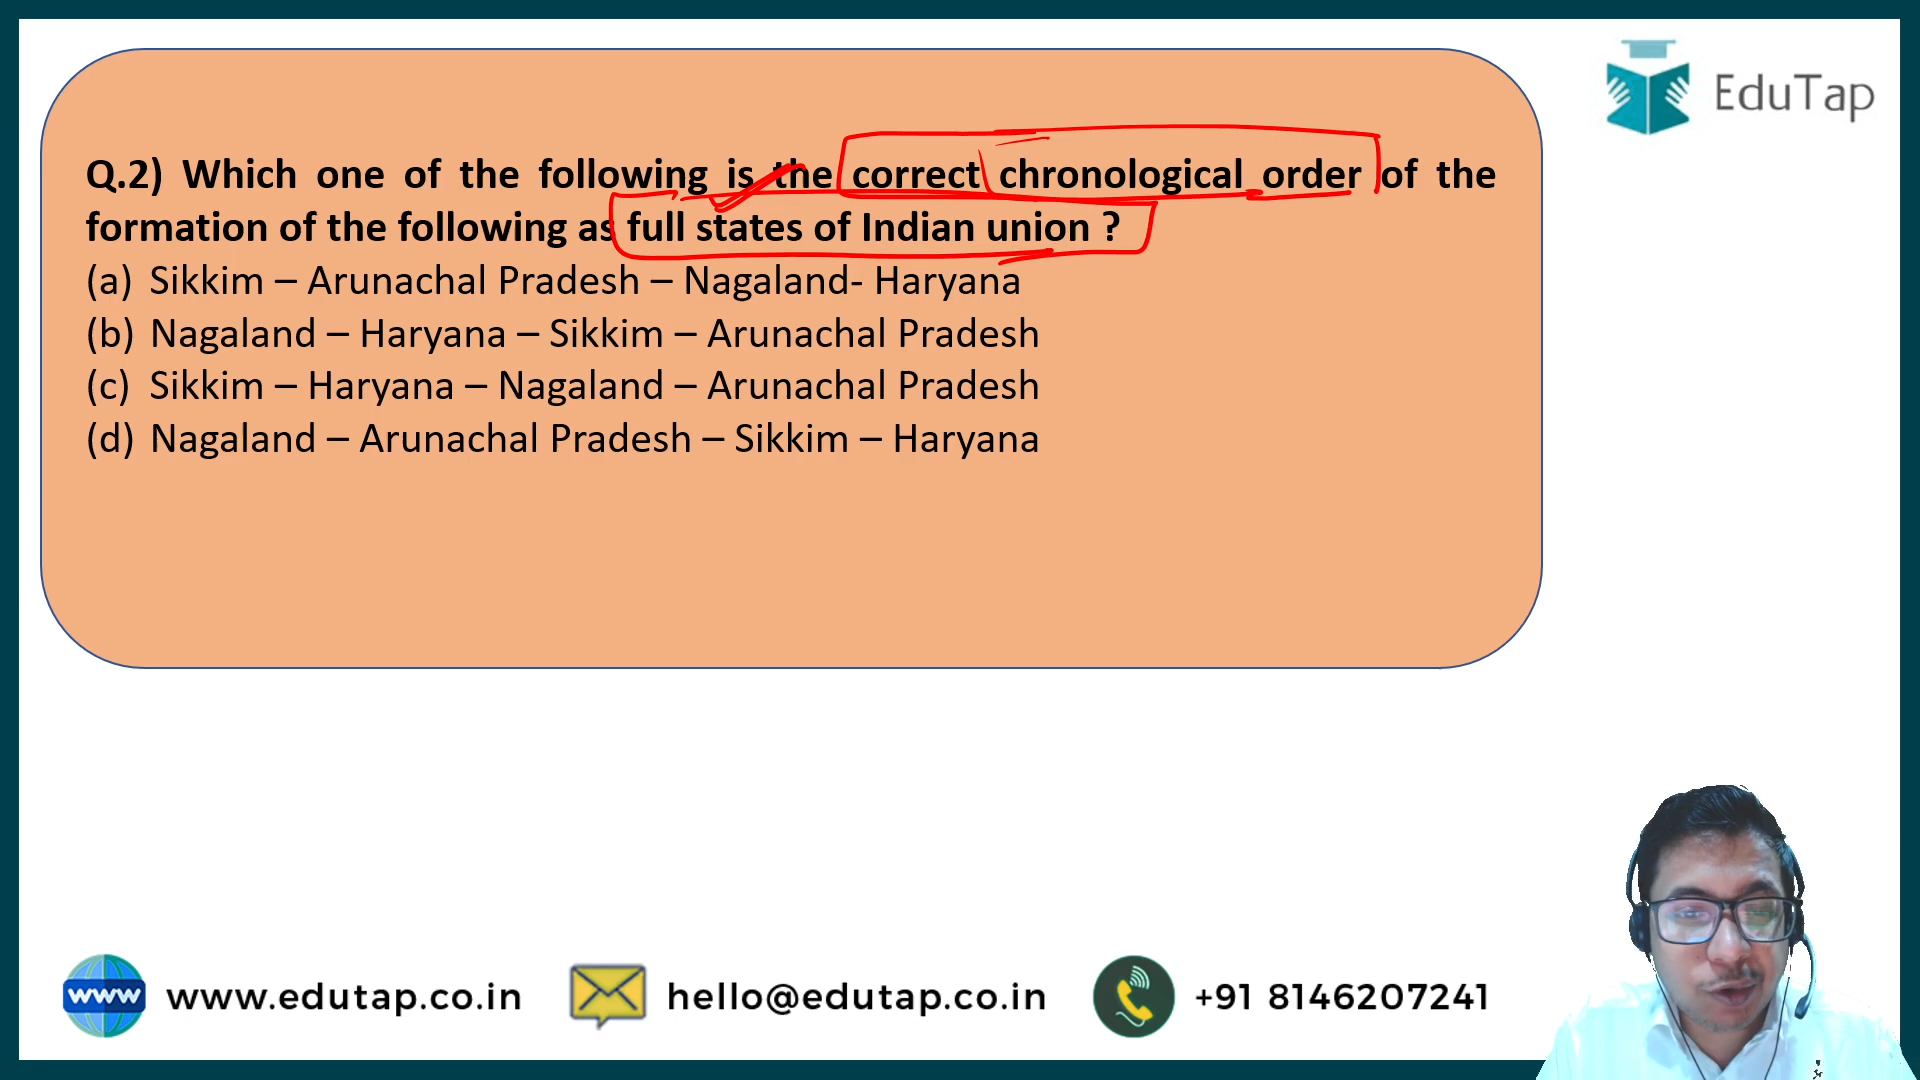 EduTap
Q.2) Which one of the following is the correct chronological order of the
formation of the following as full states of Indian union ?
(a) Sikkim – Arunachal Pradesh – Nagaland- Haryana
(b) Nagaland – Haryana – Sikkim – Arunachal Pradesh
(c) Sikkim – Haryana – Nagaland – Arunachal Pradesh
(d) Nagaland – Arunachal Pradesh – Sikkim – Haryana
www www.edutap.co.in hello@edutap.co.in +91 8146207241